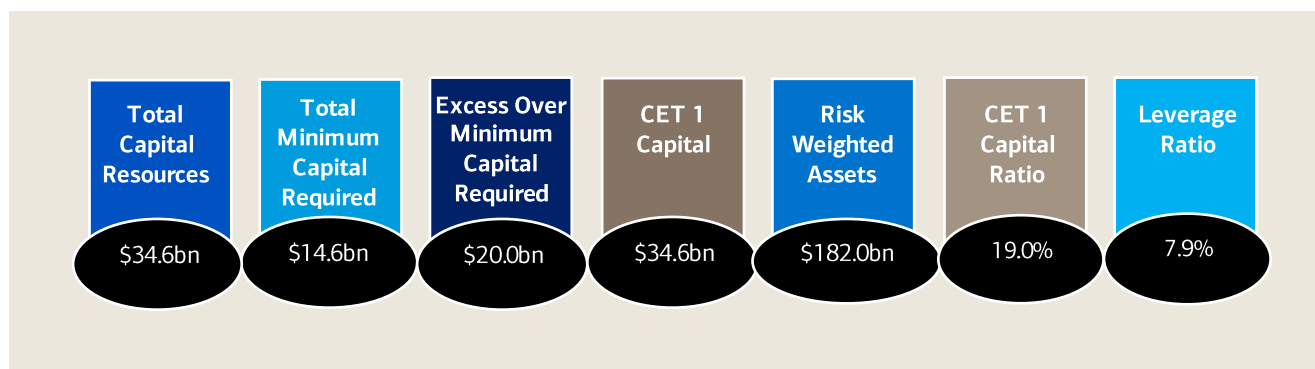 Total
Capital
Resources
$34.6bn
Total
Minimum
Capital
Required
$14.6bn
Excess Over
Minimum
Capital
Required
$20.0bn
CET 1
Capital
$34.6bn
Risk
Weighted
Assets
$182.0bn
CET 1
Capital
Ratio
19.0%
Leverage
Ratio
7.9%